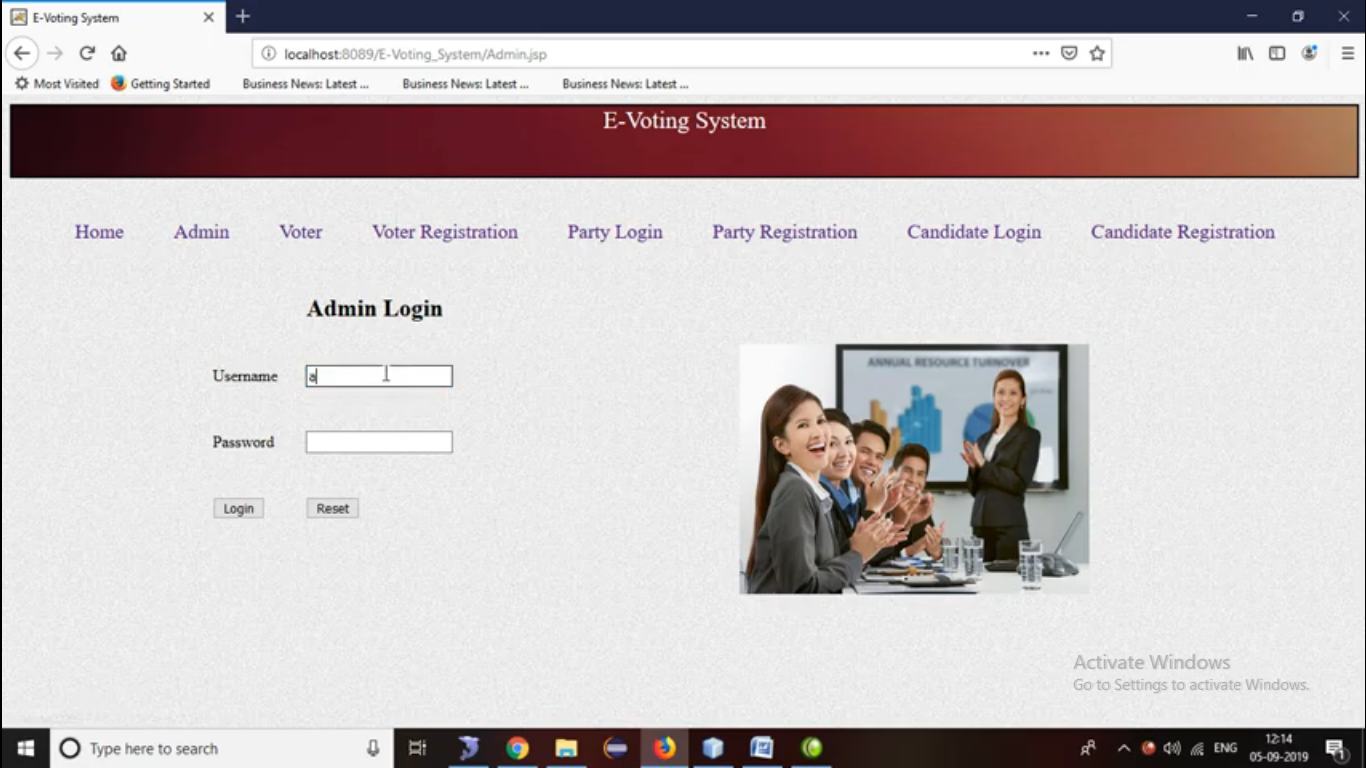 E-Voting System
localhost:8089/E-Voting_System/Admin.jsp
Most Visited Getting Started Business News: Latest ... Business News: Latest ... Business News: Latest ...
E-Voting System
Home Admin Voter Voter Registration Party Login Party Registration Candidate Login Candidate Registration
Admin Login
ANNUAL RESOURCE TURNOVER
Username a
Password
Login Reset
Activate Windows
Go to Settings to activate Windows.
Type here to search
ENG
12:14
05-09-2019
1